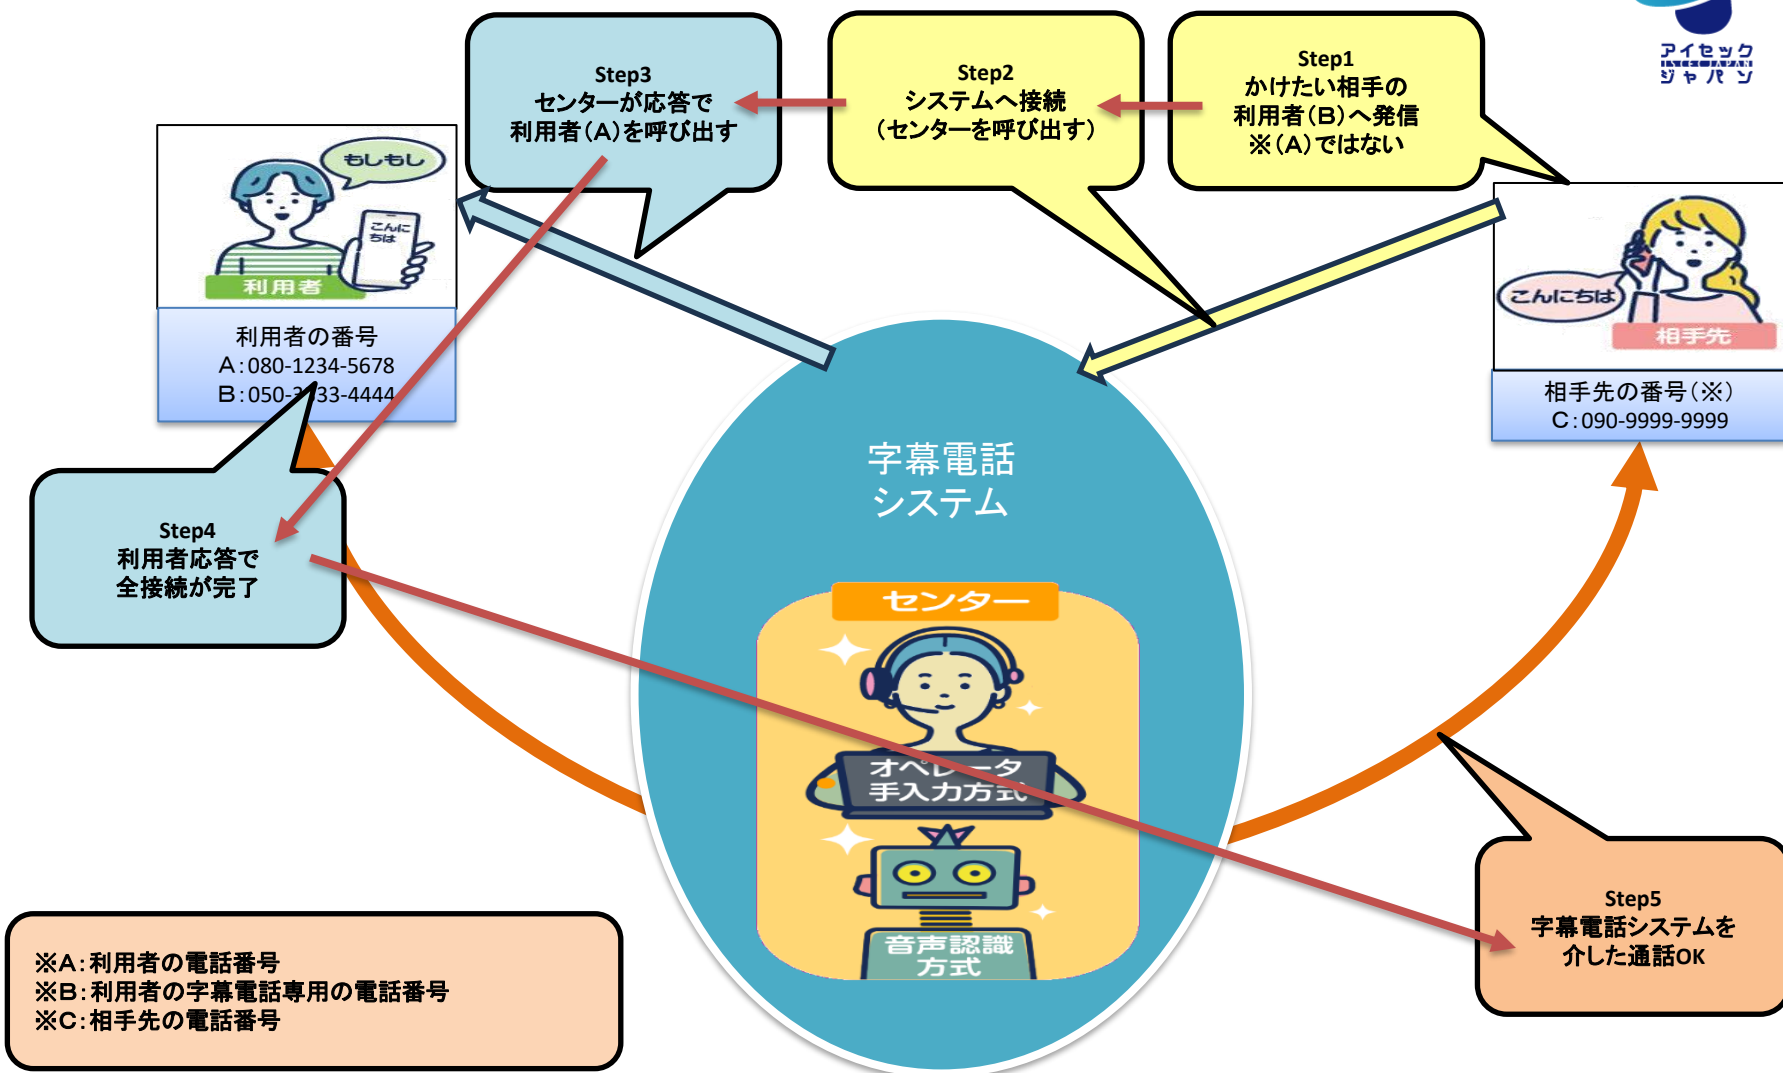 アイセック
ISEEC JAPAN
ジャパン
Step1
かけたい相手の
利用者(B)へ発信
※(A)ではない
Step2
システムへ接続
(センターを呼び出す)
Step3
センターが応答で
利用者(A)を呼び出す
もしもし
こんに
ちは
利用者
利用者の番号
A:080-1234-5678
B:050-3333-4444
こんにちは
相手先
相手先の番号(※)
C:090-9999-9999
字幕電話
システム
Step4
利用者応答で
全接続が完了
センター
オペレータ
手入力方式
音声認識
方式
Step5
字幕電話システムを
介した通話OK
※A:利用者の電話番号
※B:利用者の字幕電話専用の電話番号
※C:相手先の電話番号